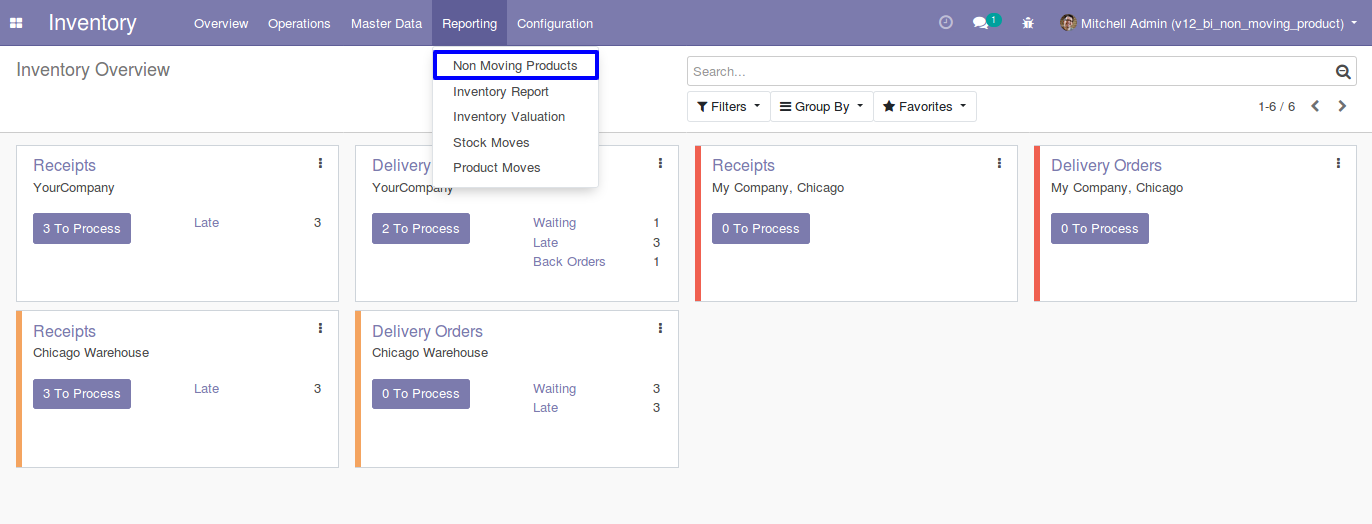 Inventory Overview Operations Master Data Reporting Configuration 1 Mitchell Admin (v12_bi_non_moving_product)
Inventory Overview
Non Moving Products
Inventory Report
Inventory Valuation
Stock Moves
Product Moves
Search...
Filters Group By Favorites 1-6 / 6
Receipts
YourCompany
3 To Process Late 3
Delivery
YourCompany
2 To Process Waiting 1
Late 3
Back Orders 1
Receipts
My Company, Chicago
0 To Process
Delivery Orders
My Company, Chicago
0 To Process
Receipts
Chicago Warehouse
3 To Process Late 3
Delivery Orders
Chicago Warehouse
0 To Process Waiting 3
Late 3